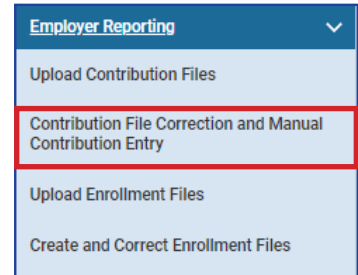 Employer Reporting
Upload Contribution Files
Contribution File Correction and Manual
Contribution Entry
Upload Enrollment Files
Create and Correct Enrollment Files